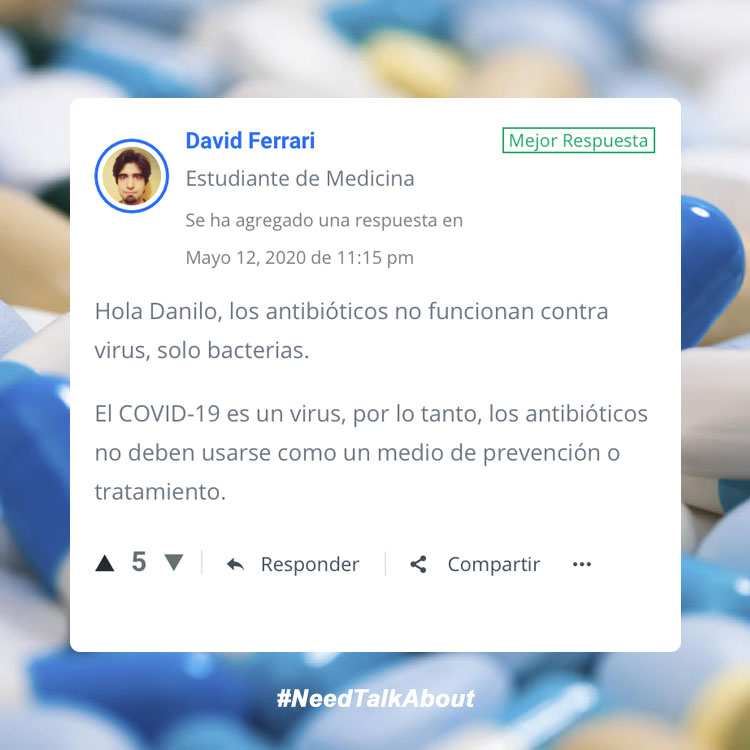 David Ferrari
Mejor Respuesta
Estudiante de Medicina
Se ha agregado una respuesta en
Mayo 12, 2020 de 11:15 pm
Hola Danilo, los antibióticos no funcionan contra
virus, solo bacterias.
El COVID-19 es un virus, por lo tanto, los antibióticos
no deben usarse como un medio de prevención o
tratamiento.
5 Responder Compartir
#NeedTalkAbout